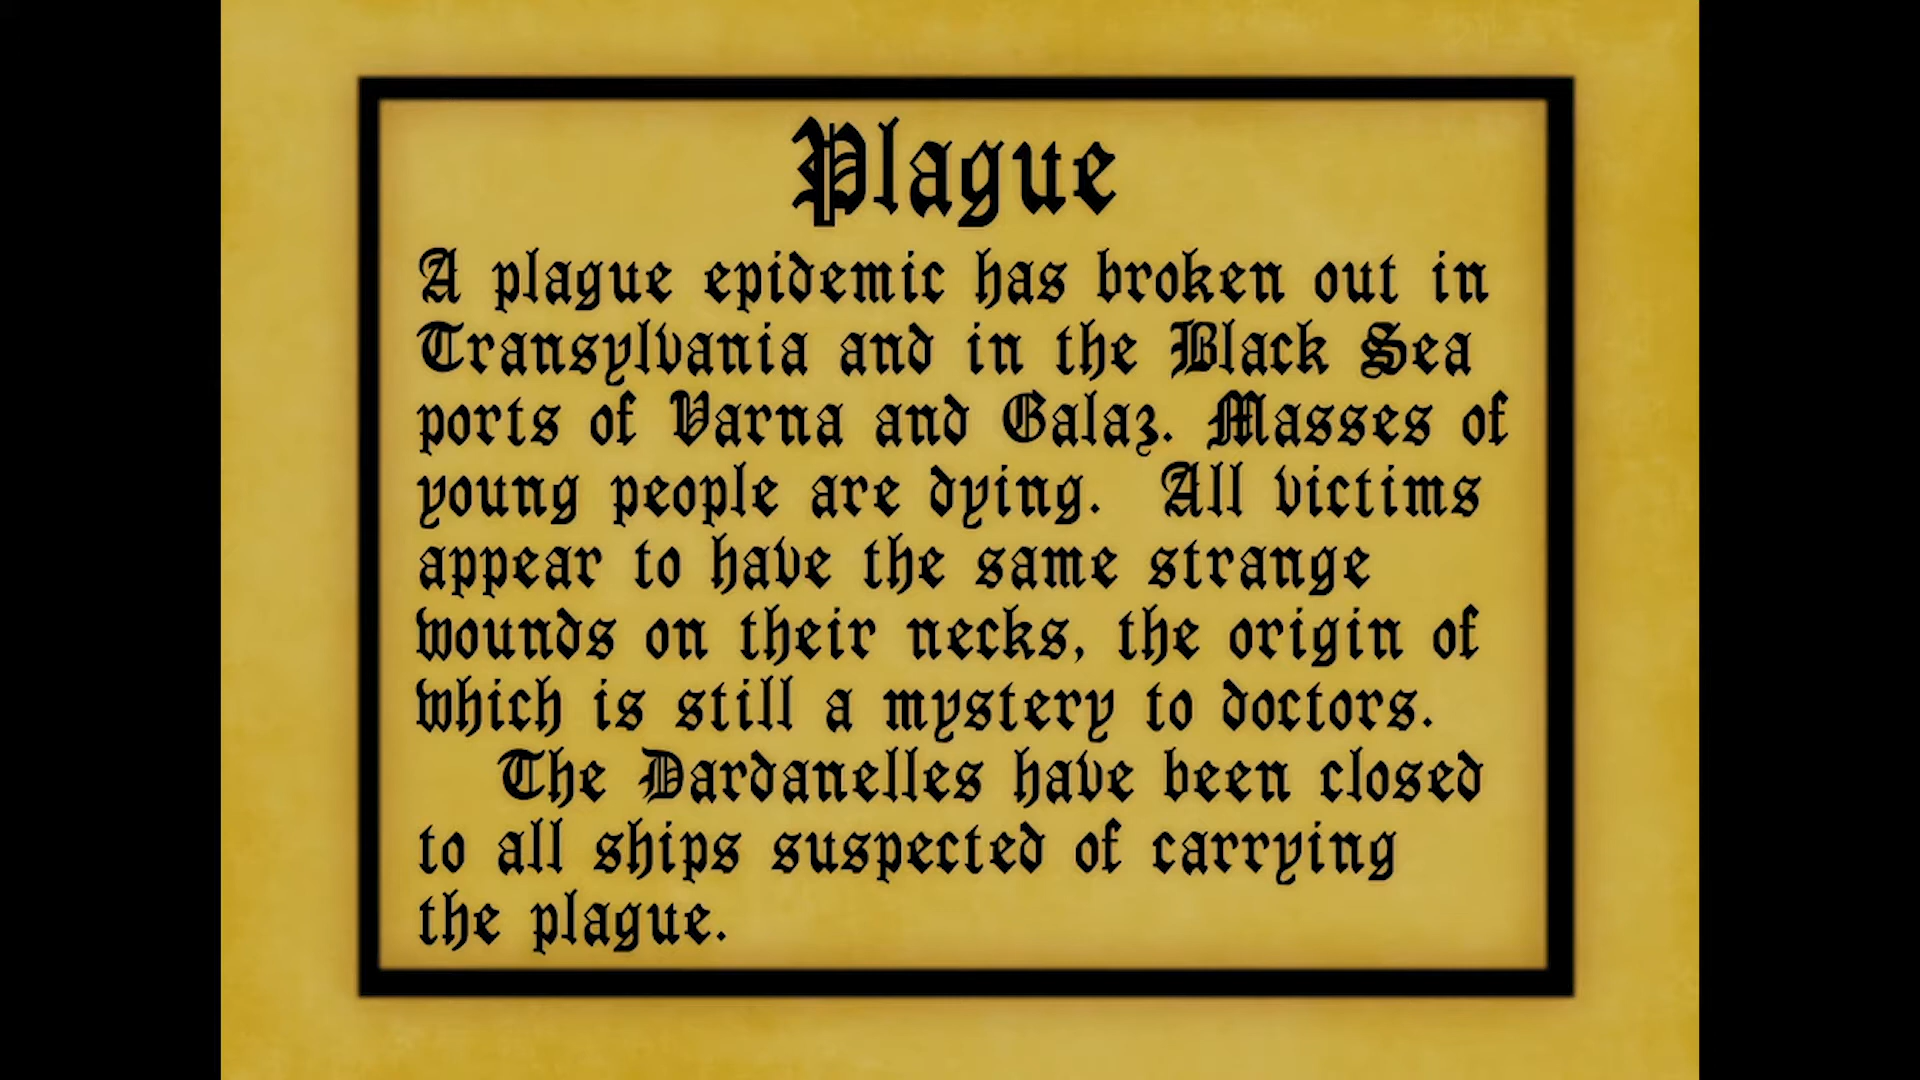 Plague
A plague epidemic has broken out in
Transylvania and in the Black Sea
ports of Varna and Galaz. Masses of
young people are dying. All victims
appear to have the same strange
wounds on their necks, the origin of
which is still a mystery to doctors.
The Dardanelles have been closed
to all ships suspected of carrying
the plague.